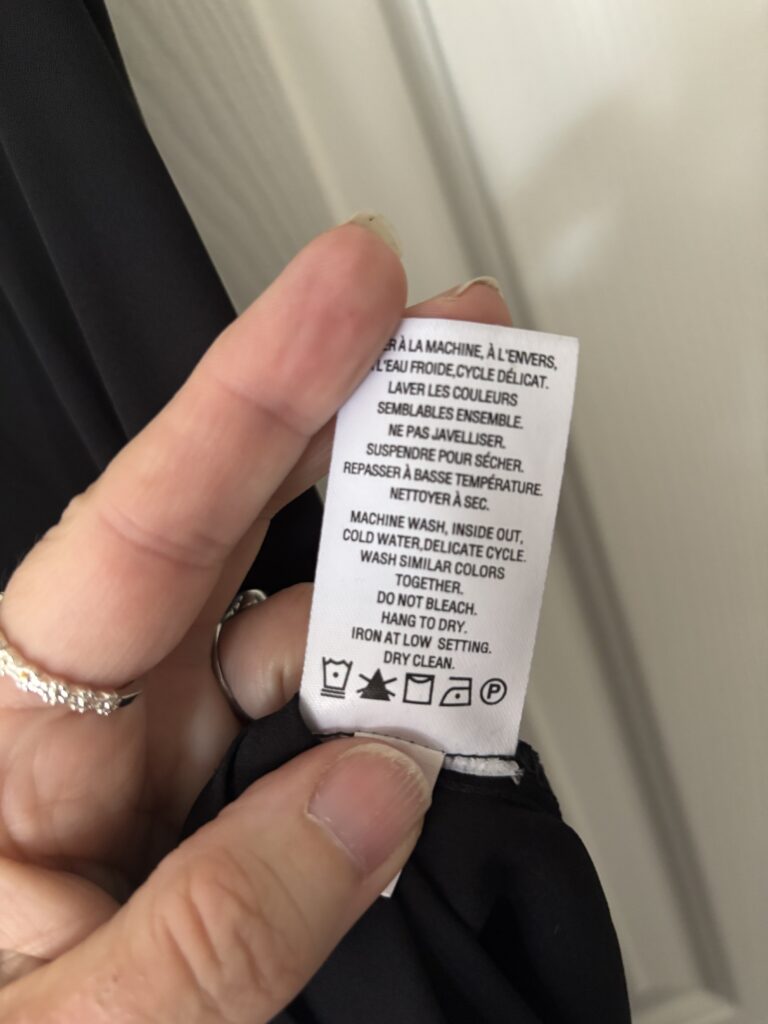 À LA MACHINE, À L'ENVERS,
L'EAU FROIDE,CYCLE DÉLICAT.
LAVER LES COULEURS
SEMBLABLES ENSEMBLE.
NE PAS JAVELLISER.
SUSPENDRE POUR SÉCHER.
REPASSER À BASSE TEMPÉRATURE.
NETTOYER À SEC.
MACHINE WASH, INSIDE OUT,
COLD WATER,DELICATE CYCLE.
WASH SIMILAR COLORS
TOGETHER.
DO NOT BLEACH.
HANG TO DRY.
IRON AT LOW SETTING.
DRY CLEAN.
P